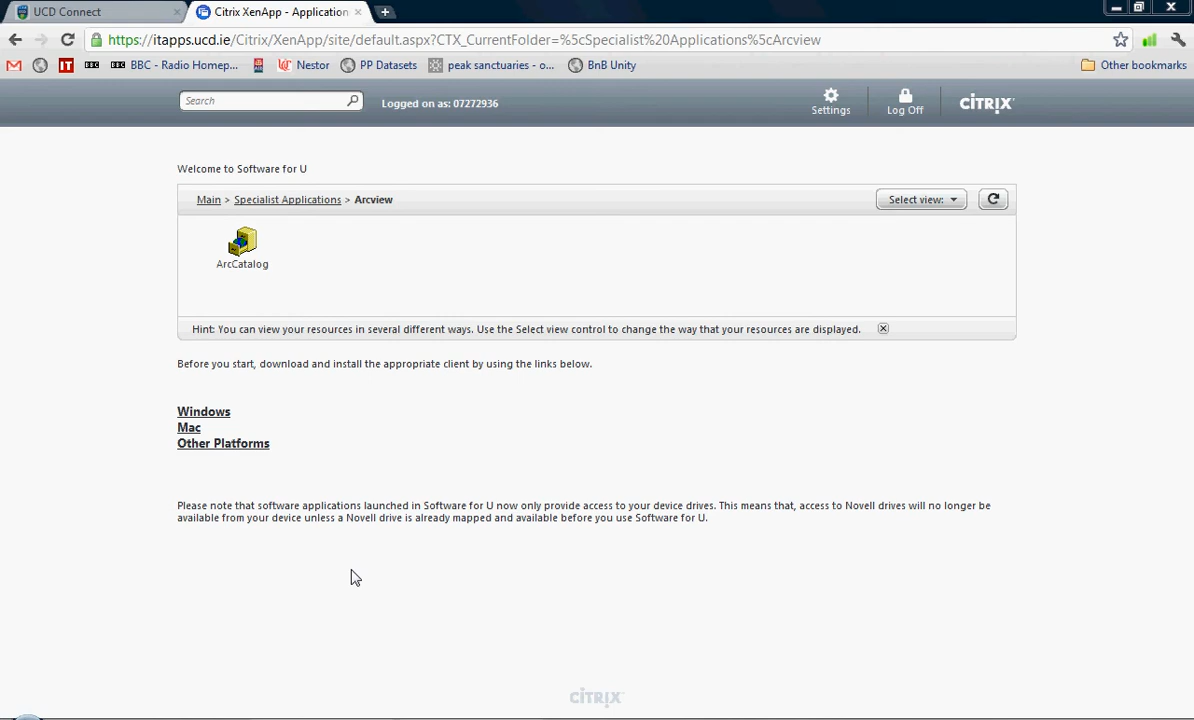 UCD Connect
Citrix XenApp - Application
https://itapps.ucd.ie/Citrix/XenApp/site/default.aspx?CTX_CurrentFolder=%5cSpecialist%20Applications%5cArcview
IT BBC BBC BBC - Radio Homep... Nestor PP Datasets peak sanctuaries - o... BnB Unity Other bookmarks
Search Logged on as: 07272936 Settings Log Off CITRIX
Welcome to Software for U
Main > Specialist Applications > Arcview Select view:
ArcCatalog
Hint: You can view your resources in several different ways. Use the Select view control to change the way that your resources are displayed.
Before you start, download and install the appropriate client by using the links below.
Windows
Mac
Other Platforms
Please note that software applications launched in Software for U now only provide access to your device drives. This means that, access to Novell drives will no longer be
available from your device unless a Novell drive is already mapped and available before you use Software for U.
CITRIX